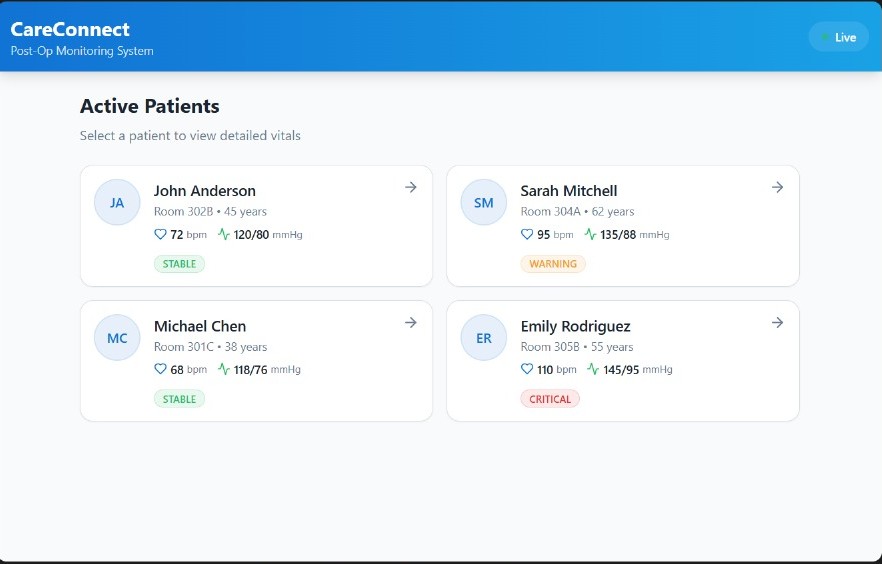 CareConnect
Post-Op Monitoring System
Live
Active Patients
Select a patient to view detailed vitals
JA
John Anderson
Room 302B • 45 years
72 bpm 120/80 mmHg
STABLE
SM
Sarah Mitchell
Room 304A • 62 years
95 bpm 135/88 mmHg
WARNING
MC
Michael Chen
Room 301C • 38 years
68 bpm 118/76 mmHg
STABLE
ER
Emily Rodriguez
Room 305B • 55 years
110 bpm 145/95 mmHg
CRITICAL